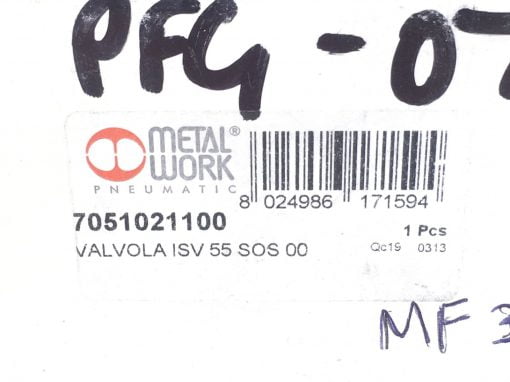 PFG - 07
METAL®
WORK
PNEUMATIC
8 024986 171594
7051021100
1 Pcs
VALVOLA ISV 55 SOS 00
Qc19 0313
MF 3